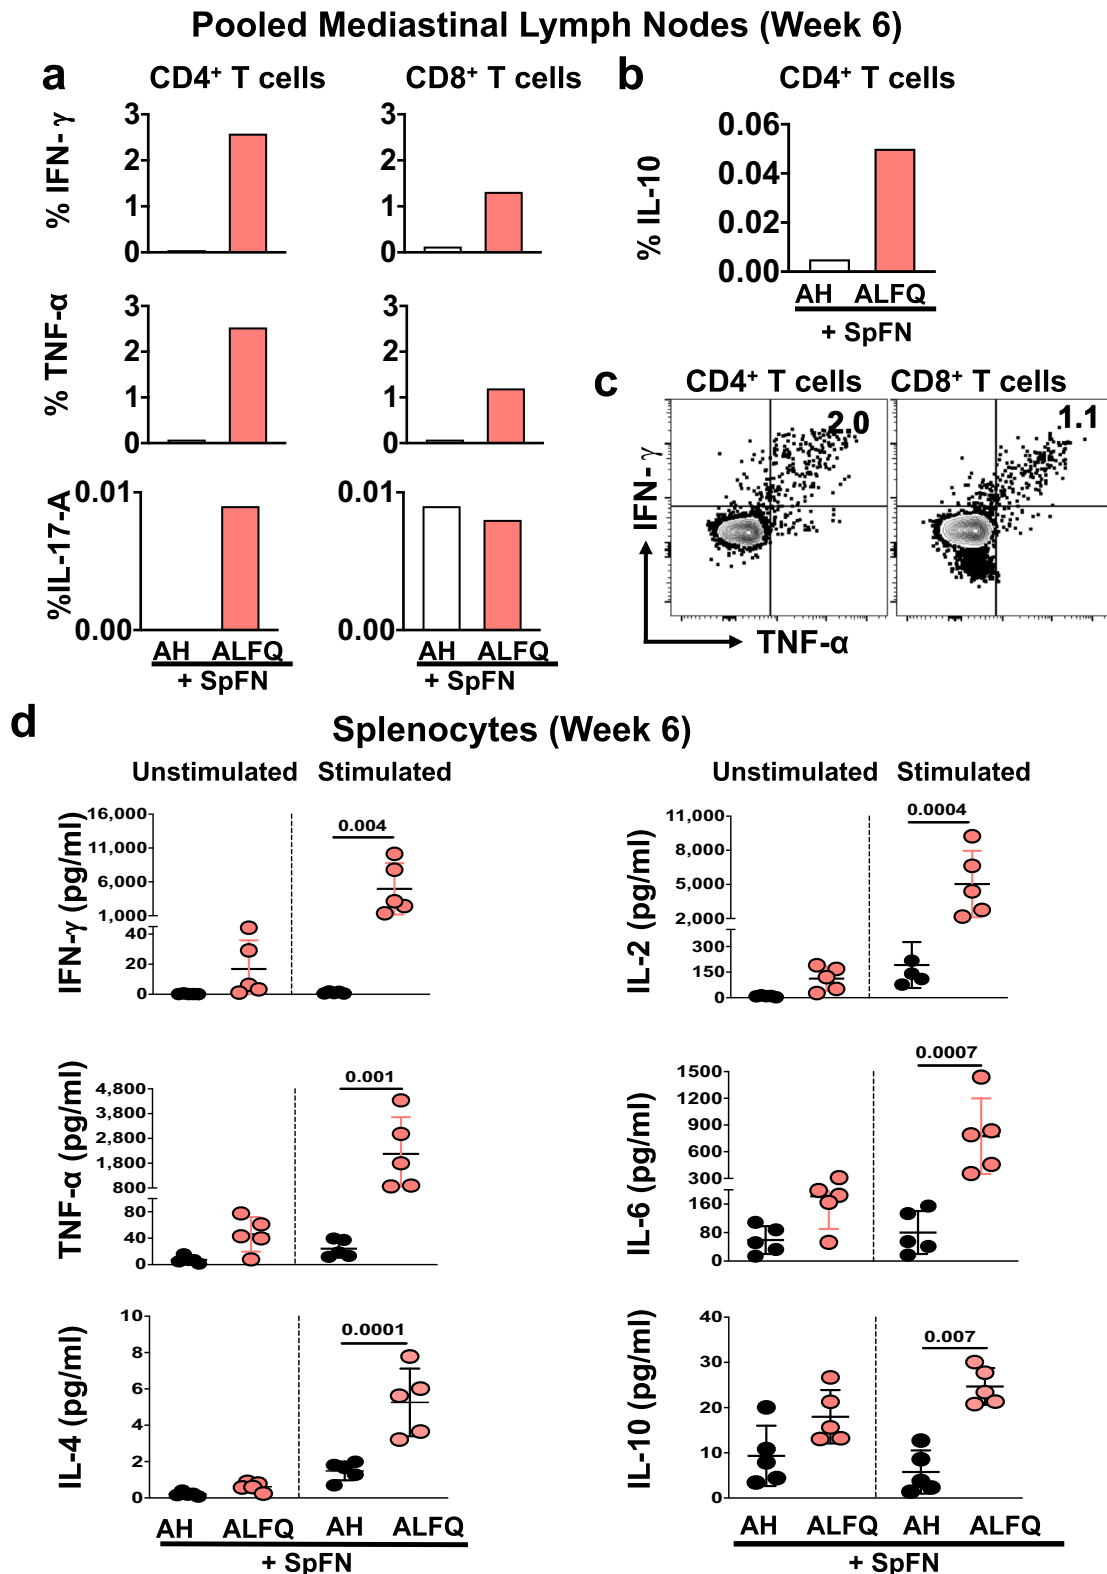 Pooled Mediastinal Lymph Nodes (Week 6)
a
CD4+ T cells
CD8+ T cells
% IFN- γ
3
2
1
0
3
2
1
0
% TNF-α
3
2
1
0
3
2
1
0
%IL-17-A
0.01
0.00
0.01
0.00
AH ALFQ
+ SpFN
AH ALFQ
+ SpFN
b
CD4+ T cells
% IL-10
0.06
0.04
0.02
0.00
AH ALFQ
+ SpFN
c
CD4+ T cells
CD8+ T cells
2.0
1.1
IFN- γ
TNF-α
d
Splenocytes (Week 6)
Unstimulated Stimulated
Unstimulated Stimulated
IFN-γ (pg/ml)
16,000
11,000
6,000
1,000
40
20
0
0.004
IL-2 (pg/ml)
11,000
8,000
5,000
2,000
300
150
0
0.0004
TNF-α (pg/ml)
4,800
3,800
2,800
1,800
800
80
40
0
0.001
IL-6 (pg/ml)
1500
1200
900
600
300
160
80
0
0.0007
IL-4 (pg/ml)
10
8
6
4
2
0
0.0001
IL-10 (pg/ml)
40
30
20
10
0
0.007
AH ALFQ AH ALFQ
+ SpFN
AH ALFQ AH ALFQ
+ SpFN